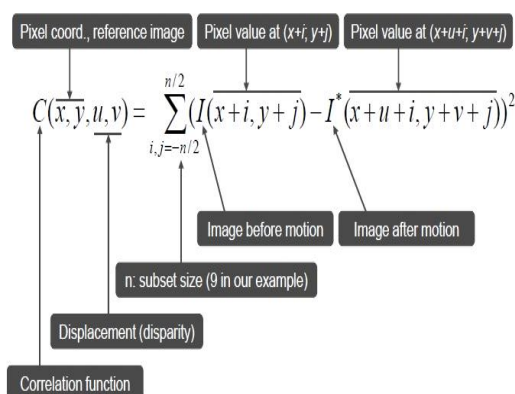 Pixel coord., reference image
Pixel value at (x+i; y+j)
Pixel value at (x+u+i; y+v+j)
C(x, y, u, v) = ∑ i, j=−n/2 n/2 (I(x+i, y+j) − I*(x+u+i, y+v+j))²
Image before motion
Image after motion
n: subset size (9 in our example)
Displacement (disparity)
Correlation function